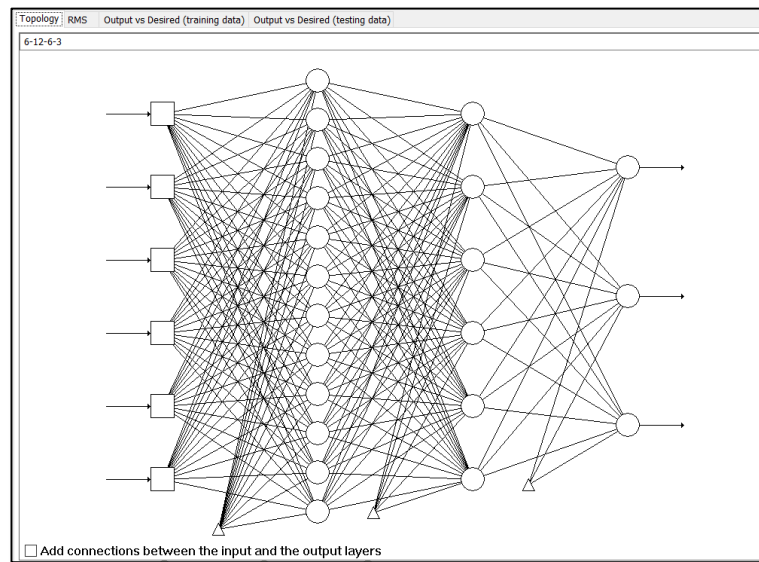 Topology RMS Output vs Desired (training data) Output vs Desired (testing data)
6-12-6-3
Add connections between the input and the output layers